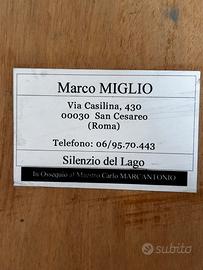 Marco MIGLIO
Via Casilina, 430
00030 San Cesareo
(Roma)
Telefono: 06/95.70.443
Silenzio del Lago
In Ossequio al Maestro Carlo MARCANTONIO
subito